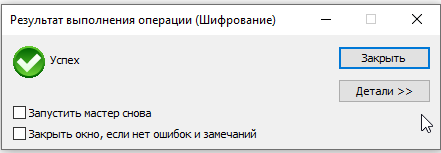 Результат выполнения операции (Шифрование)
Успех
Закрыть
Детали >>
Запустить мастер снова
Закрыть окно, если нет ошибок и замечаний